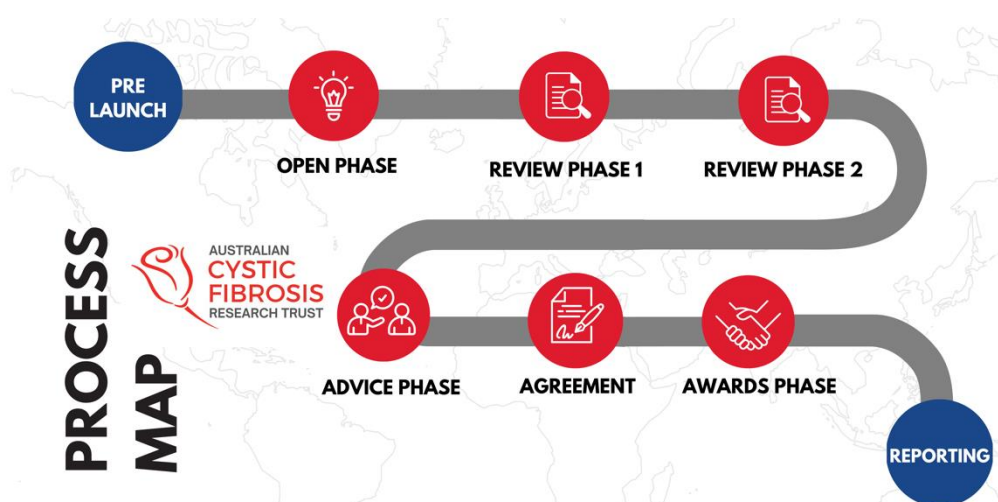 PRE
LAUNCH
OPEN PHASE
REVIEW PHASE 1
REVIEW PHASE 2
PROCESS
MAP
AUSTRALIAN
CYSTIC
FIBROSIS
RESEARCH TRUST
ADVICE PHASE
AGREEMENT
AWARDS PHASE
REPORTING